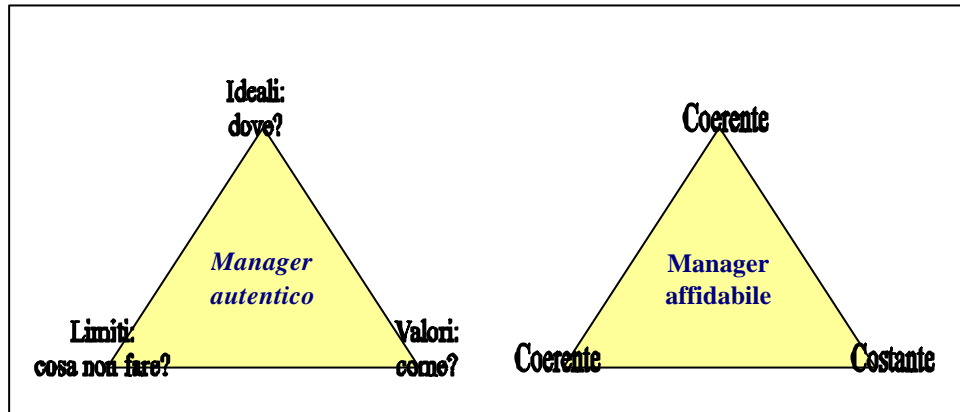 Ideali:
dove?
Manager
autentico
Limiti:
cosa non fare?
Valori:
come?
Coerente
Manager
affidabile
Coerente
Costante